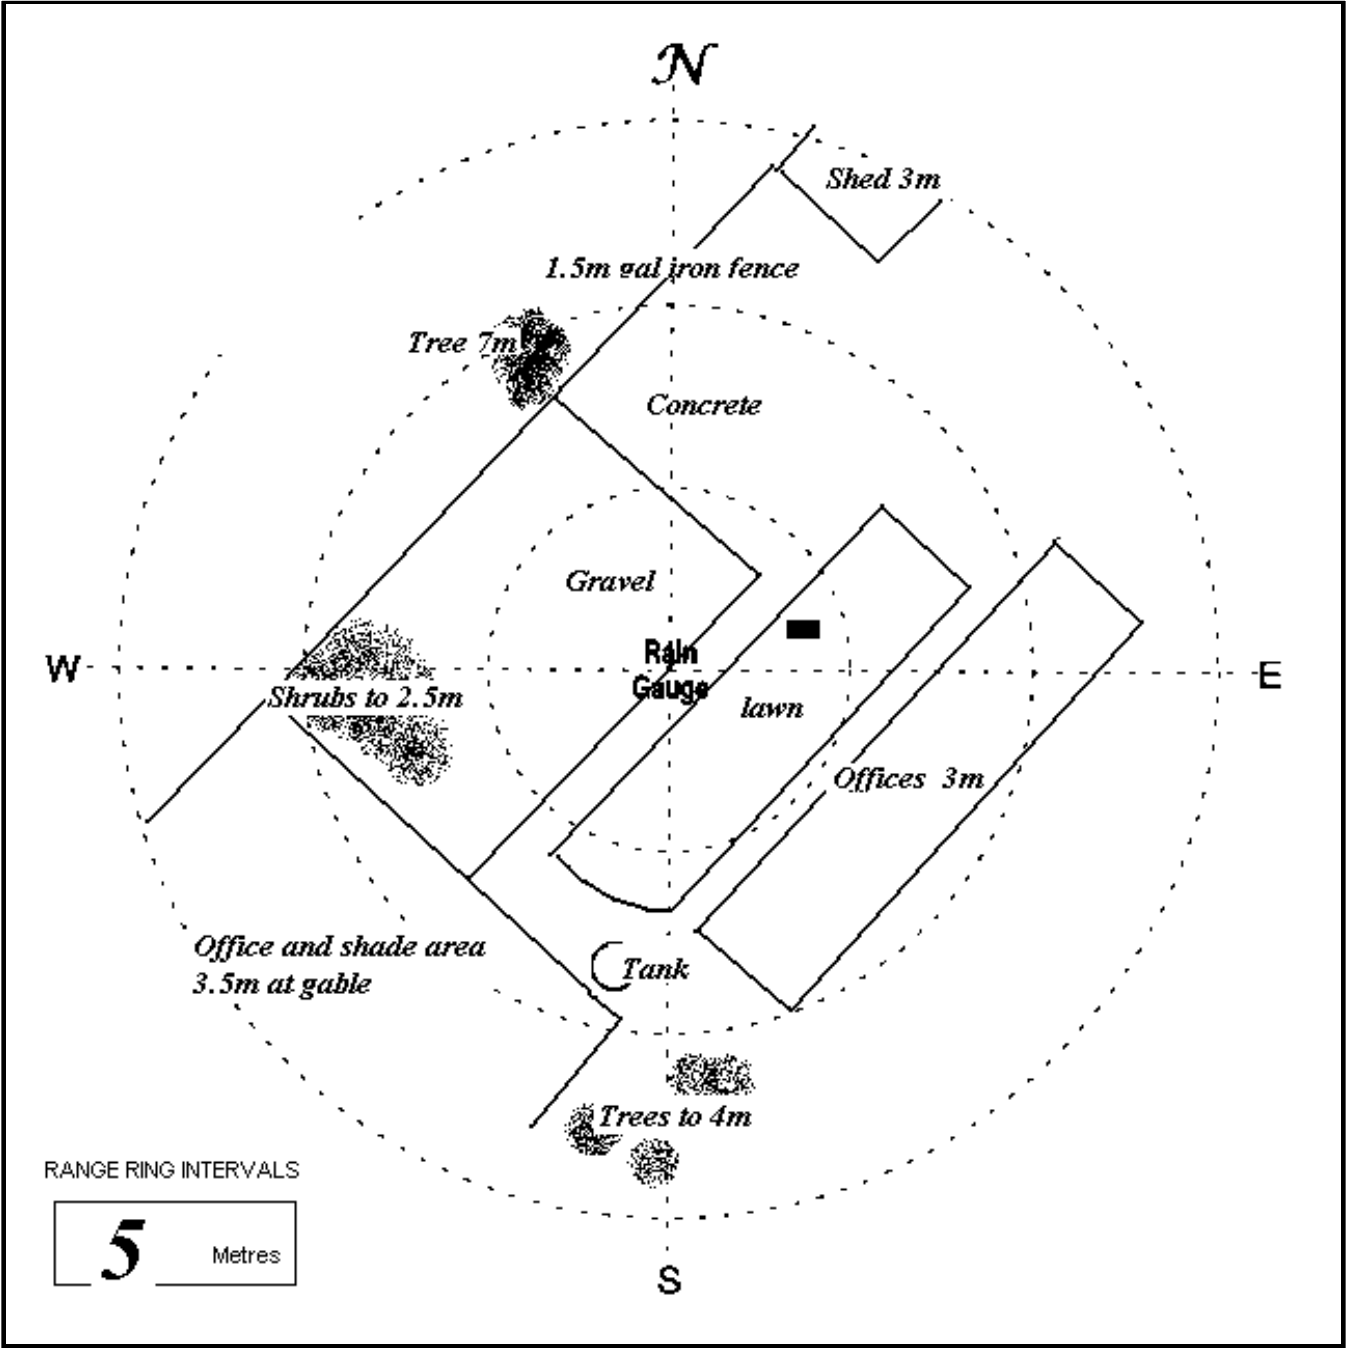 N
Shed 3m
1.5m gal iron fence
Tree 7m
Concrete
Gravel
Rain
Gauge
W
E
Shrubs to 2.5m
lawn
Offices 3m
Office and shade area
3.5m at gable
Tank
Trees to 4m
RANGE RING INTERVALS
5 Metres
S